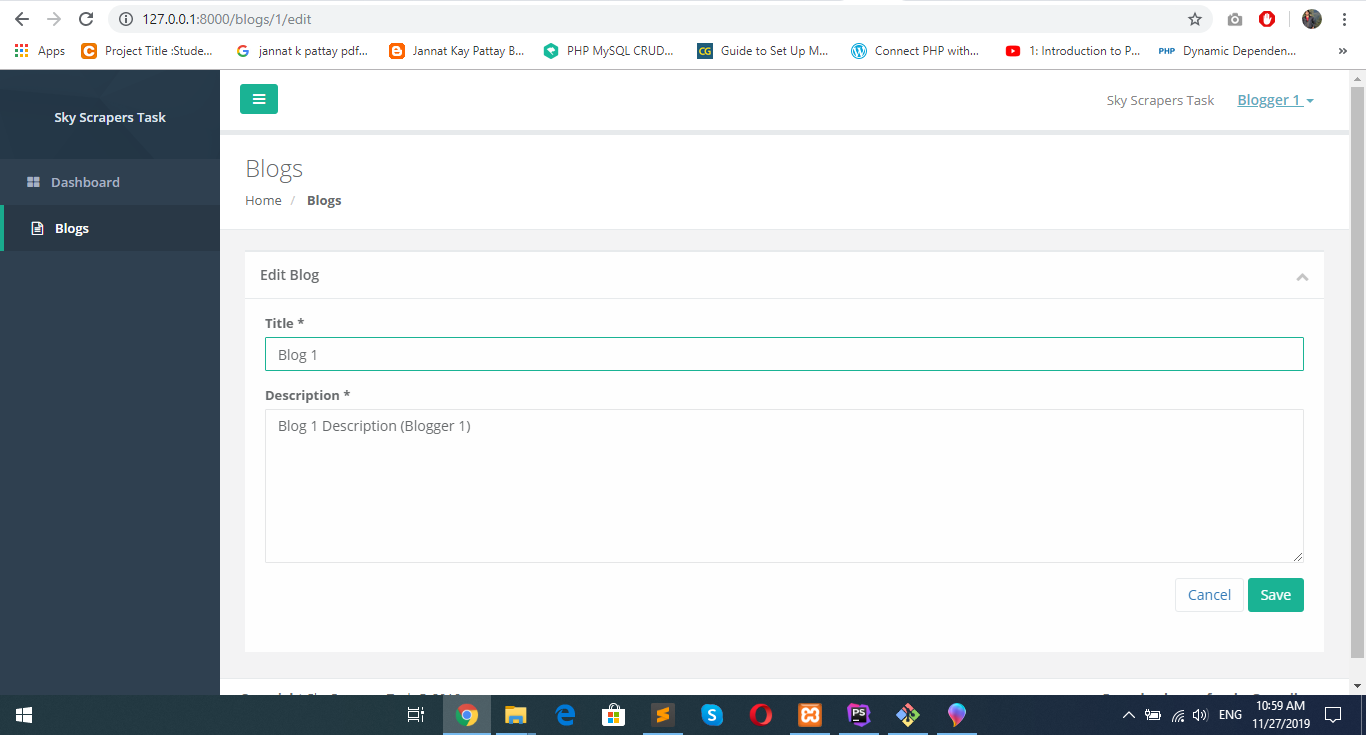 127.0.0.1:8000/blogs/1/edit
Apps
Project Title :Stude...
jannat k pattay pdf...
Jannat Kay Pattay B...
PHP MySQL CRUD...
CG
Guide to Set Up M...
Connect PHP with...
1: Introduction to P...
PHP
Dynamic Dependen...
»
Sky Scrapers Task
Sky Scrapers Task
Blogger 1
Dashboard
Blogs
Blogs
Home / Blogs
Edit Blog
Title *
Blog 1
Description *
Blog 1 Description (Blogger 1)
Cancel
Save
PS
ENG
10:59 AM
11/27/2019